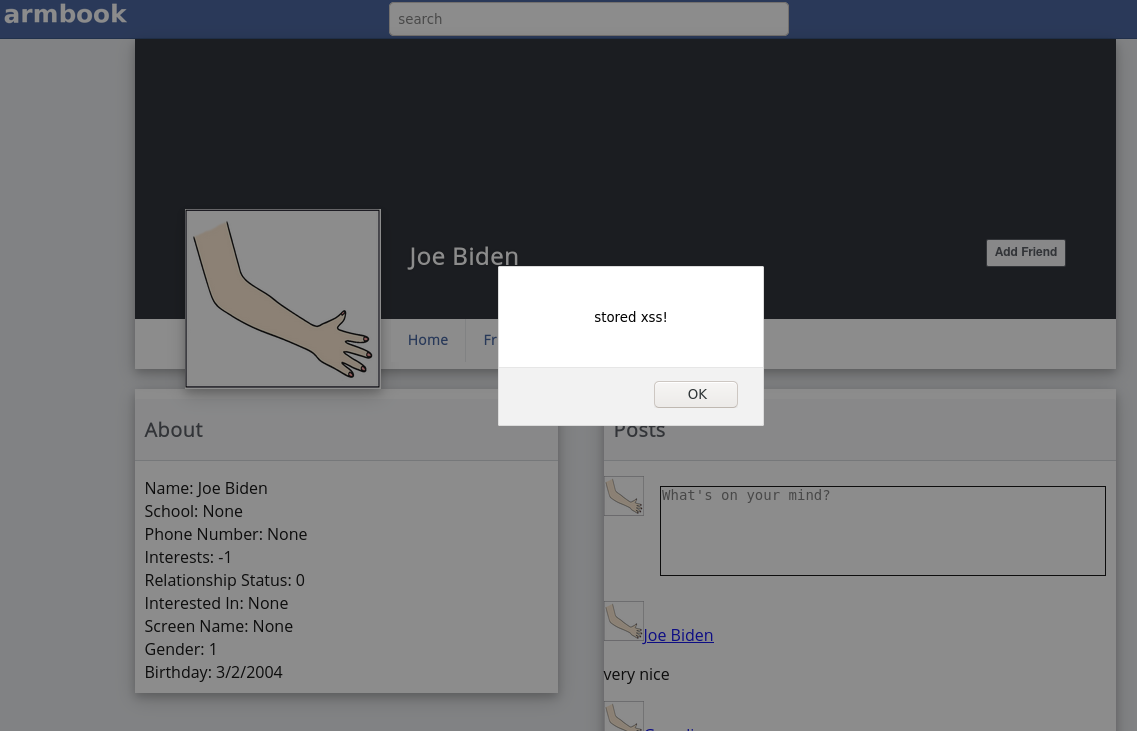 armbook
search
Joe Biden
Add Friend
stored xss!
OK
Home
Fr
About
Name: Joe Biden
School: None
Phone Number: None
Interests: -1
Relationship Status: 0
Interested In: None
Screen Name: None
Gender: 1
Birthday: 3/2/2004
Posts
What's on your mind?
Joe Biden
very nice